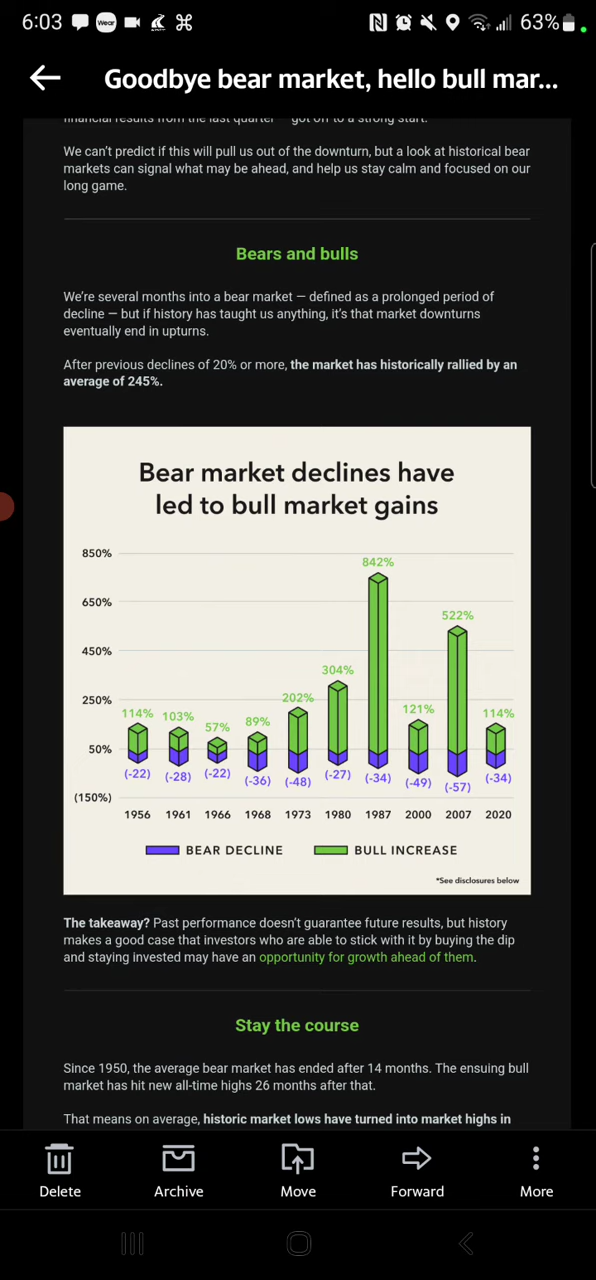 6:03
Wear
63%
Goodbye bear market, hello bull mar...
financial results from the last quarter — got off to a strong start.
We can't predict if this will pull us out of the downturn, but a look at historical bear
markets can signal what may be ahead, and help us stay calm and focused on our
long game.
Bears and bulls
We're several months into a bear market — defined as a prolonged period of
decline — but if history has taught us anything, it's that market downturns
eventually end in upturns.
After previous declines of 20% or more, the market has historically rallied by an
average of 245%.
Bear market declines have
led to bull market gains
850%
842%
650%
522%
450%
304%
250%
202%
114% 103% 57% 89% 121% 114%
50%
(-22) (-28) (-22) (-36) (-48) (-27) (-34) (-49) (-57) (-34)
(150%)
1956 1961 1966 1968 1973 1980 1987 2000 2007 2020
BEAR DECLINE BULL INCREASE
*See disclosures below
The takeaway? Past performance doesn't guarantee future results, but history
makes a good case that investors who are able to stick with it by buying the dip
and staying invested may have an opportunity for growth ahead of them.
Stay the course
Since 1950, the average bear market has ended after 14 months. The ensuing bull
market has hit new all-time highs 26 months after that.
That means on average, historic market lows have turned into market highs in
Delete Archive Move Forward More